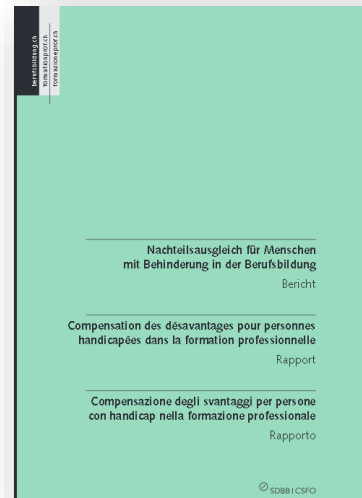 berufsbildung.ch
formationprof.ch
formazioneprof.ch
Nachteilsausgleich für Menschen
mit Behinderung in der Berufsbildung
Bericht
Compensation des désavantages pour personnes
handicapées dans la formation professionnelle
Rapport
Compensazione degli svantaggi per persone
con handicap nella formazione professionale
Rapporto
SDBB I CSFO